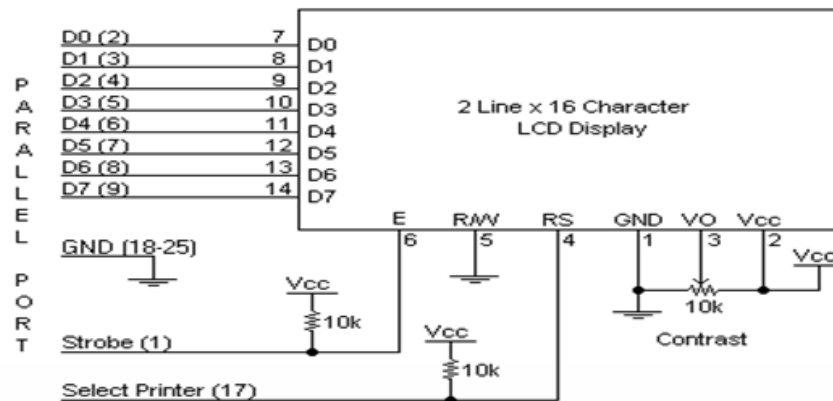 PARALLEL PORT
D0 (2) 7 D0
D1 (3) 8 D1
D2 (4) 9 D2
D3 (5) 10 D3
D4 (6) 11 D4
D5 (7) 12 D5
D6 (8) 13 D6
D7 (9) 14 D7
2 Line x 16 Character
LCD Display
E R/W RS GND VO Vcc
6 5 4 1 3 2
GND (18-25)
Vcc
10k
Vcc
10k
Vcc
10k
Contrast
Strobe (1)
Select Printer (17)